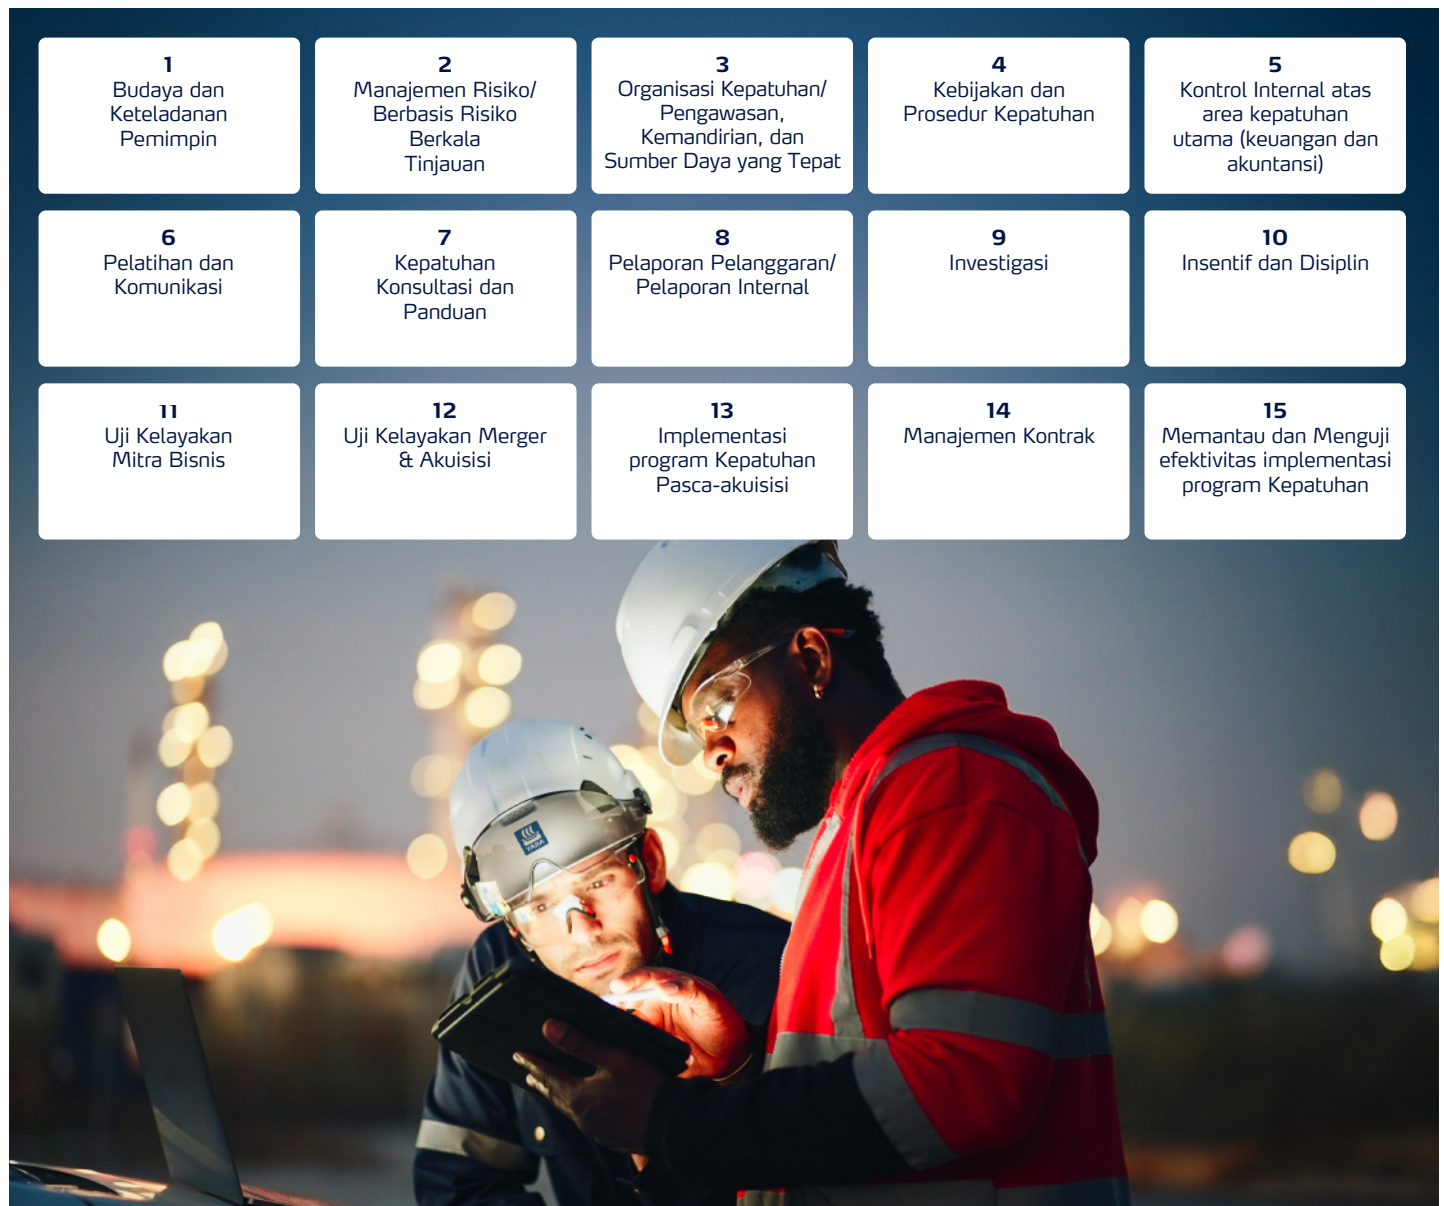 1
Budaya dan
Keteladanan
Pemimpin
2
Manajemen Risiko/
Berbasis Risiko
Berkala
Tinjauan
3
Organisasi Kepatuhan/
Pengawasan,
Kemandirian, dan
Sumber Daya yang Tepat
4
Kebijakan dan
Prosedur Kepatuhan
5
Kontrol Internal atas
area kepatuhan
utama (keuangan dan
akuntansi)
6
Pelatihan dan
Komunikasi
7
Kepatuhan
Konsultasi dan
Panduan
8
Pelaporan Pelanggaran/
Pelaporan Internal
9
Investigasi
10
Insentif dan Disiplin
11
Uji Kelayakan
Mitra Bisnis
12
Uji Kelayakan Merger
& Akuisisi
13
Implementasi
program Kepatuhan
Pasca-akuisisi
14
Manajemen Kontrak
15
Memantau dan Menguji
efektivitas implementasi
program Kepatuhan
YARA